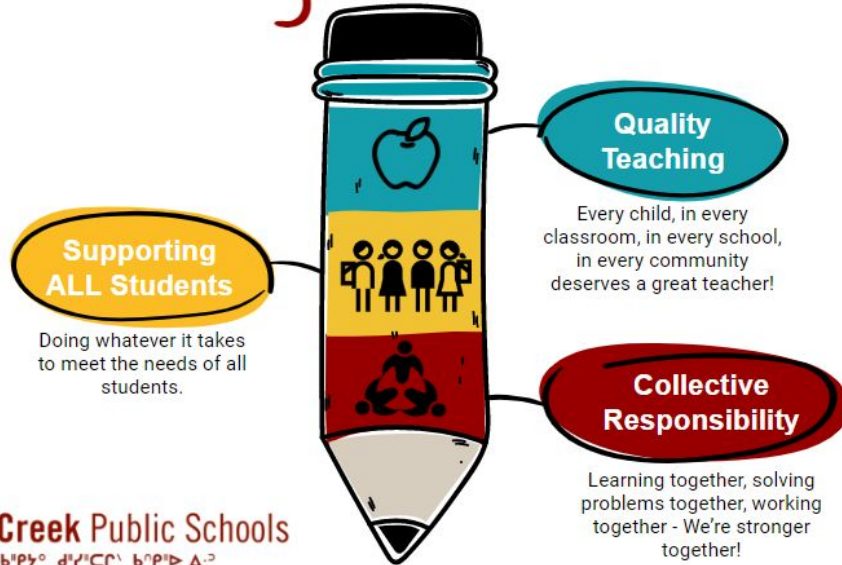 Quality
Teaching
Every child, in every
classroom, in every school,
in every community
deserves a great teacher!
Supporting
ALL Students
Doing whatever it takes
to meet the needs of all
students.
Collective
Responsibility
Learning together, solving
problems together, working
together - We're stronger
together!
Creek Public Schools